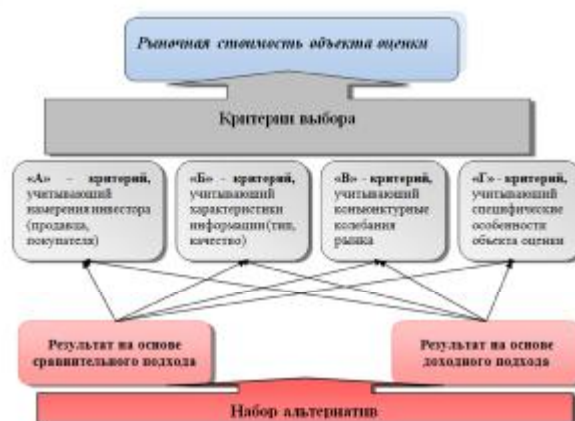 Рыночная стоимость объекта оценки
Критерии выбора
«А» - критерий,
учитывающий
намерения инвестора
(продавца,
покупателя)
«Б» - критерий,
учитывающий
характеристики
информации(тип,
качество)
«В» - критерий,
учитывающий
конъюнктурные
колебания
рынка
«Г» - критерий,
учитывающий
специфические
особенности
объекта оценки
Результат на основе
сравнительного подхода
Результат на основе
доходного подхода
Набор альтернатив